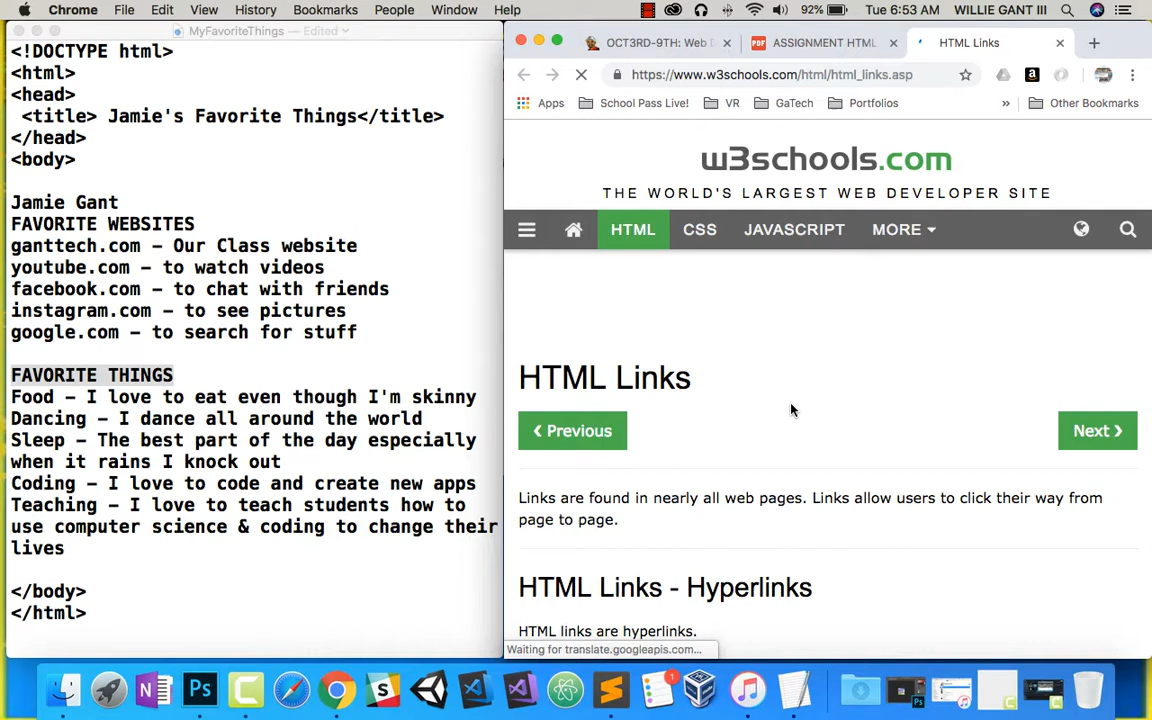 Chrome File Edit View History Bookmarks People Window Help 92% Tue 6:53 AM WILLIE GANT III
MyFavoriteThings — Edited
<!DOCTYPE html>
<html>
<head>
<title> Jamie's Favorite Things</title>
</head>
<body>
Jamie Gant
FAVORITE WEBSITES
ganttech.com – Our Class website
youtube.com – to watch videos
facebook.com – to chat with friends
instagram.com – to see pictures
google.com – to search for stuff
FAVORITE THINGS
Food – I love to eat even though I'm skinny
Dancing – I dance all around the world
Sleep – The best part of the day especially
when it rains I knock out
Coding – I love to code and create new apps
Teaching – I love to teach students how to
use computer science & coding to change their
lives
</body>
</html>
OCT3RD-9TH: Web D
PDF ASSIGNMENT HTML
HTML Links
https://www.w3schools.com/html/html_links.asp
Apps School Pass Live! VR GaTech Portfolios » Other Bookmarks
w3schools.com
THE WORLD'S LARGEST WEB DEVELOPER SITE
HTML CSS JAVASCRIPT MORE
HTML Links
❮ Previous
Next ❯
Links are found in nearly all web pages. Links allow users to click their way from
page to page.
HTML Links - Hyperlinks
HTML links are hyperlinks.
Waiting for translate.googleapis.com...
N Ps C S 1